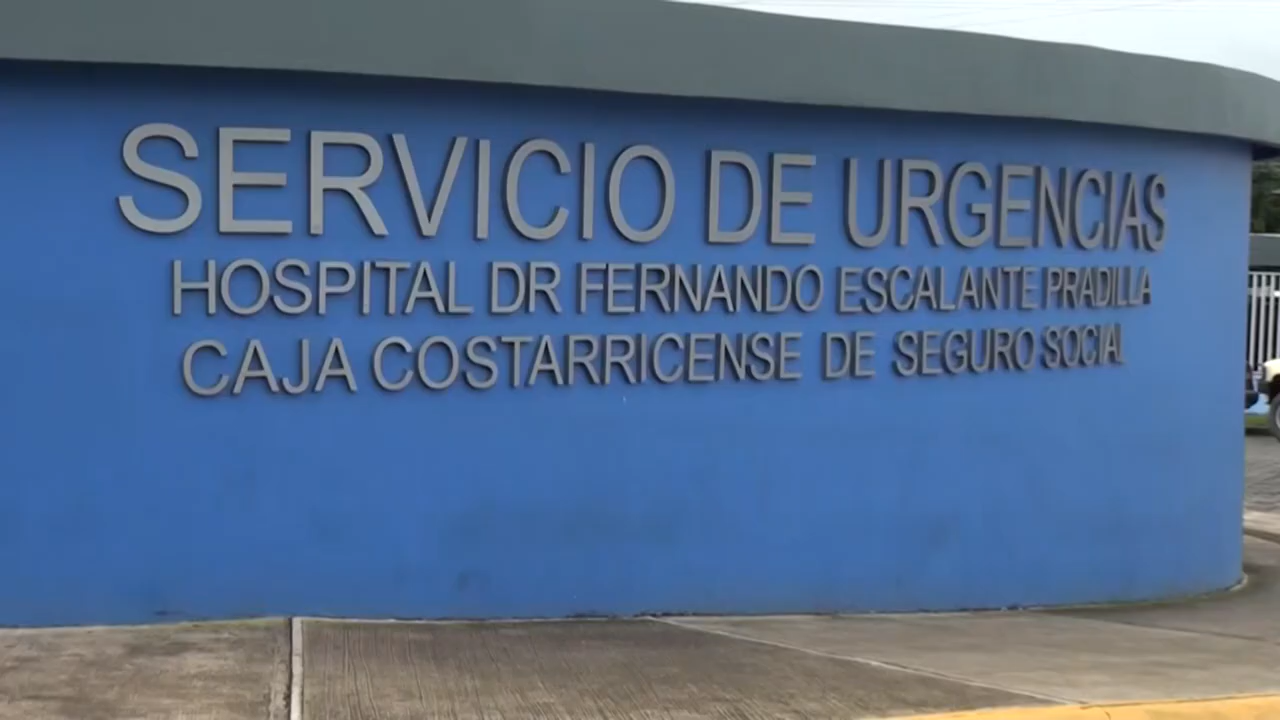 SERVICIO DE URGENCIAS
HOSPITAL DR FERNANDO ESCALANTE PRADILLA
CAJA COSTARRICENSE DE SEGURO SOCIAL